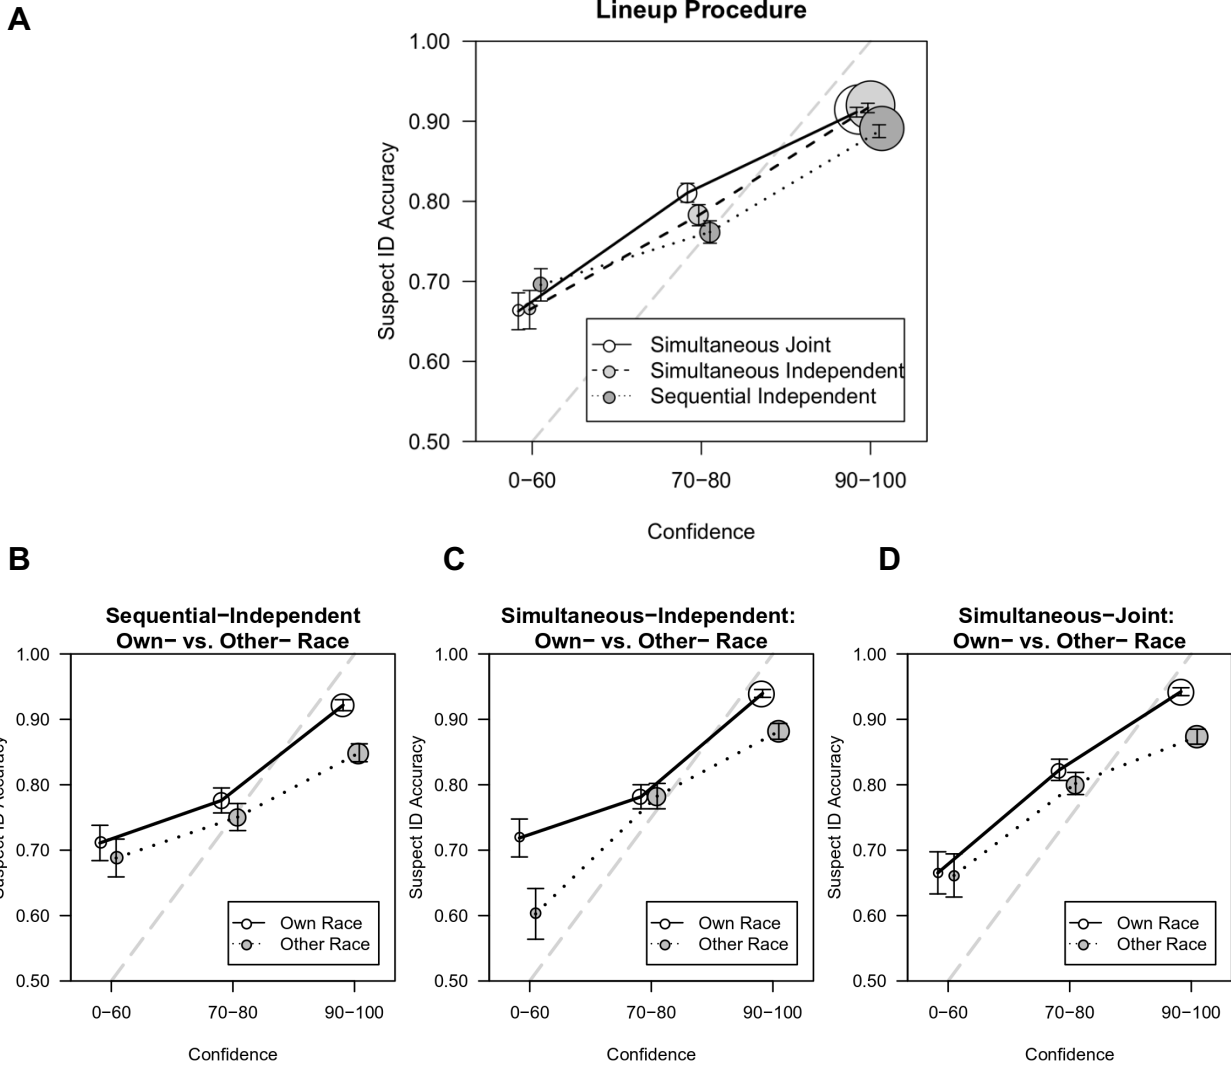 A
Lineup Procedure
1.00
0.90
0.80
0.70
0.60
0.50
Suspect ID Accuracy
Simultaneous Joint
Simultaneous Independent
Sequential Independent
0−60
70−80
90−100
Confidence
B
Sequential−Independent
Own− vs. Other− Race
1.00
0.90
0.80
0.70
0.60
0.50
Suspect ID Accuracy
Own Race
Other Race
0−60
70−80
90−100
Confidence
C
Simultaneous−Independent:
Own− vs. Other− Race
1.00
0.90
0.80
0.70
0.60
0.50
Suspect ID Accuracy
Own Race
Other Race
0−60
70−80
90−100
Confidence
D
Simultaneous−Joint:
Own− vs. Other− Race
1.00
0.90
0.80
0.70
0.60
0.50
Suspect ID Accuracy
Own Race
Other Race
0−60
70−80
90−100
Confidence